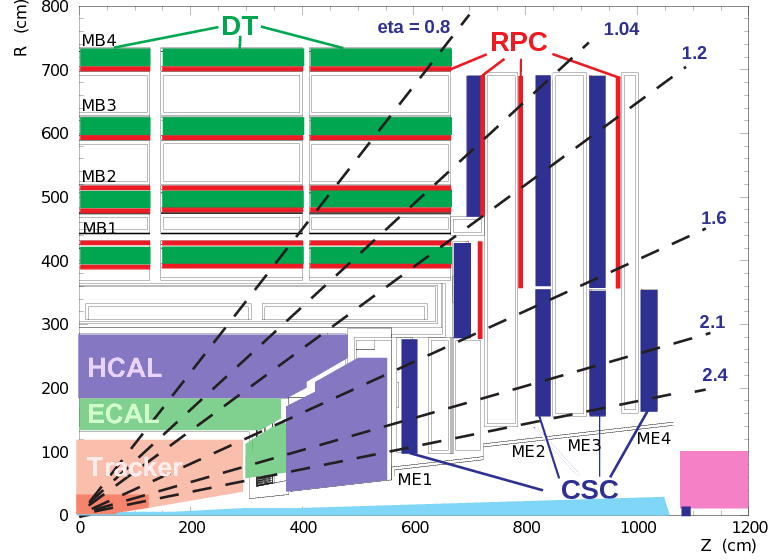 800
R (cm)
MB4
DT
eta = 0.8
RPC
1.04
1.2
700
MB3
600
MB2
500
MB1
1.6
400
300
2.1
HCAL
2.4
200
ECAL
100
Tracker
ME1
ME2
ME3
ME4
CSC
0
0
200
400
600
800
1000
1200
Z (cm)